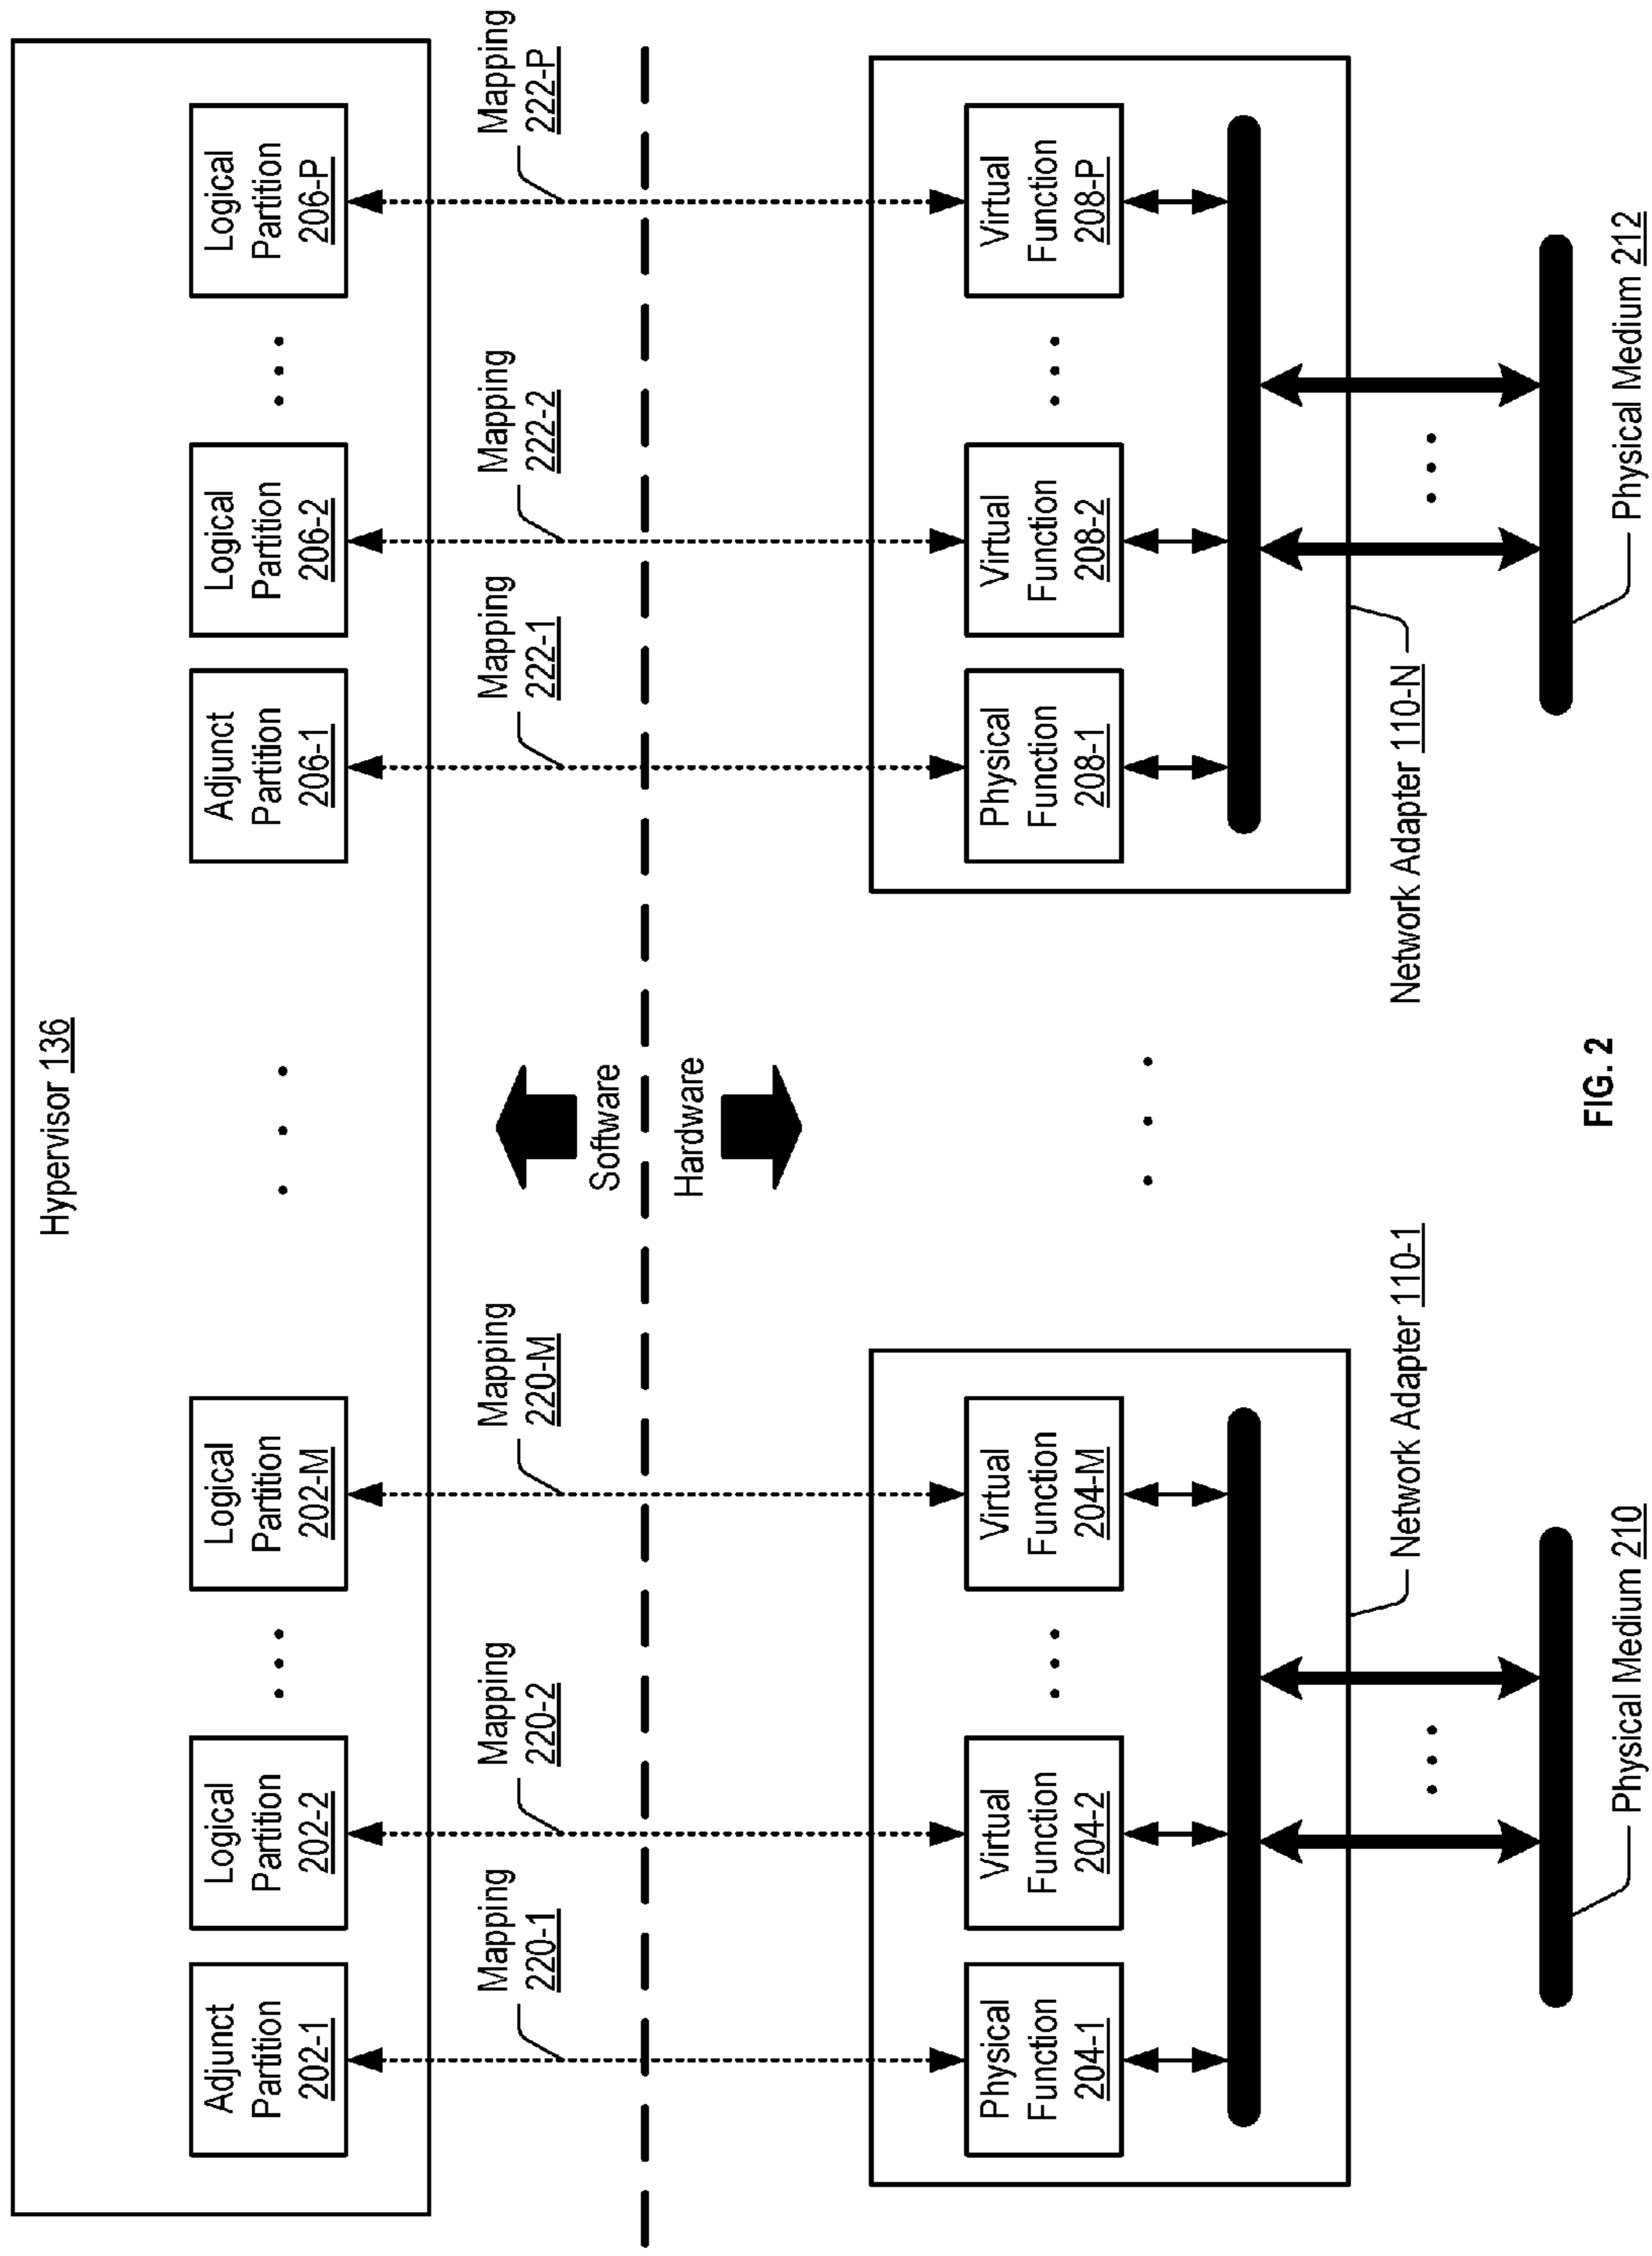 Hypervisor 136
Adjunct
Partition
202-1
Logical
Partition
202-2
Logical
Partition
202-M
Adjunct
Partition
206-1
Logical
Partition
206-2
Logical
Partition
206-P
Mapping
220-1
Mapping
220-2
Mapping
220-M
Mapping
222-1
Mapping
222-2
Mapping
222-P
Software
Hardware
Physical
Function
204-1
Virtual
Function
204-2
Virtual
Function
204-M
Physical
Function
208-1
Virtual
Function
208-2
Virtual
Function
208-P
Network Adapter 110-1
Network Adapter 110-N
Physical Medium 210
Physical Medium 212
FIG. 2